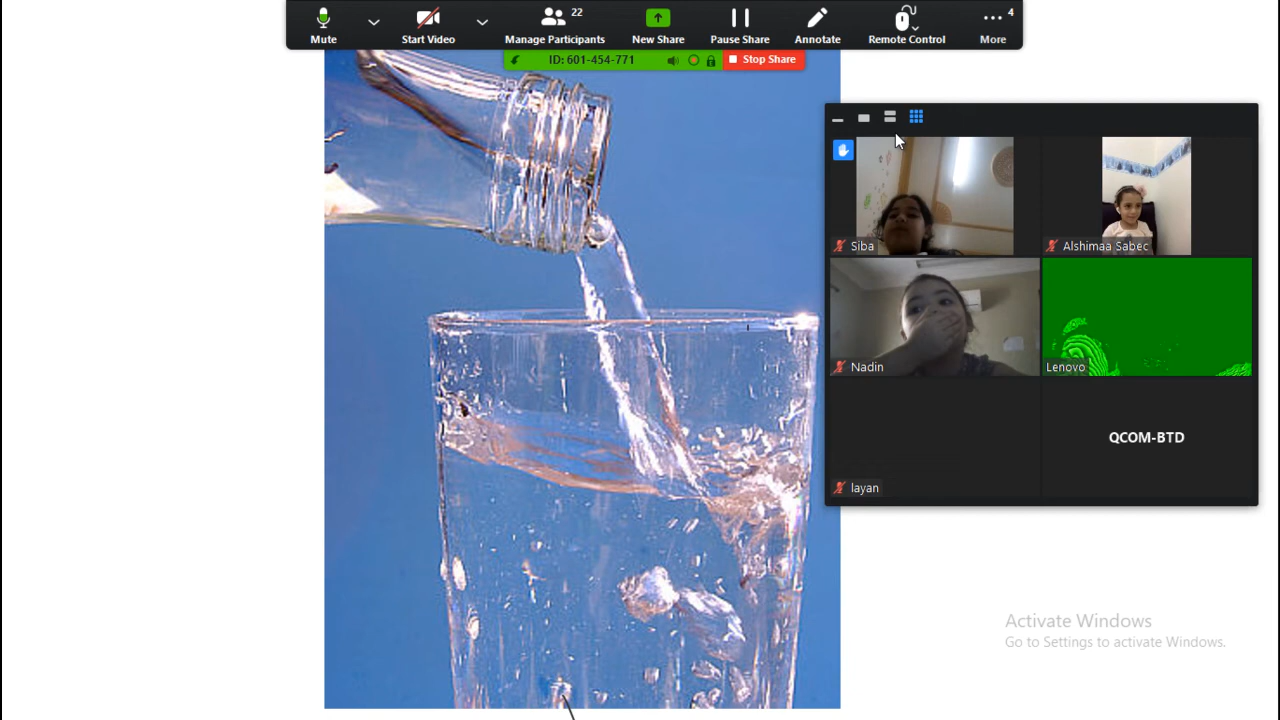 22
4
Mute
Start Video
Manage Participants
New Share
Pause Share
Annotate
Remote Control
More
ID: 601-454-771
Stop Share
Siba
Alshimaa Sabec
Nadin
Lenovo
layan
QCOM-BTD
Activate Windows
Go to Settings to activate Windows.